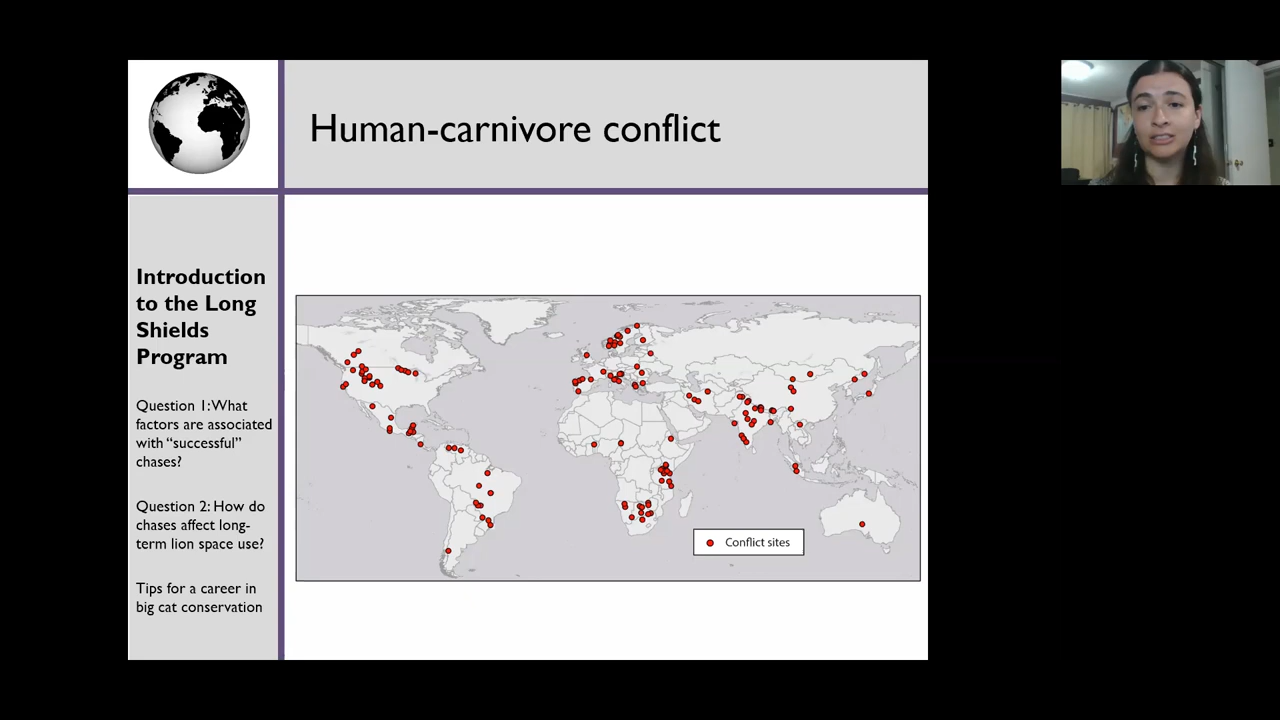 Human-carnivore conflict
Introduction
to the Long
Shields
Program
Question 1: What
factors are associated
with “successful”
chases?
Question 2: How do
chases affect long-
term lion space use?
Tips for a career in
big cat conservation
Conflict sites